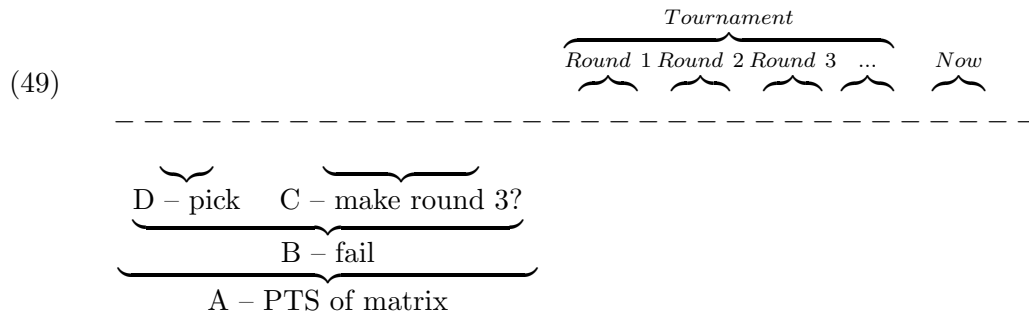 Tournament
Round 1 Round 2 Round 3 ... Now
(49)
D – pick C – make round 3?
B – fail
A – PTS of matrix